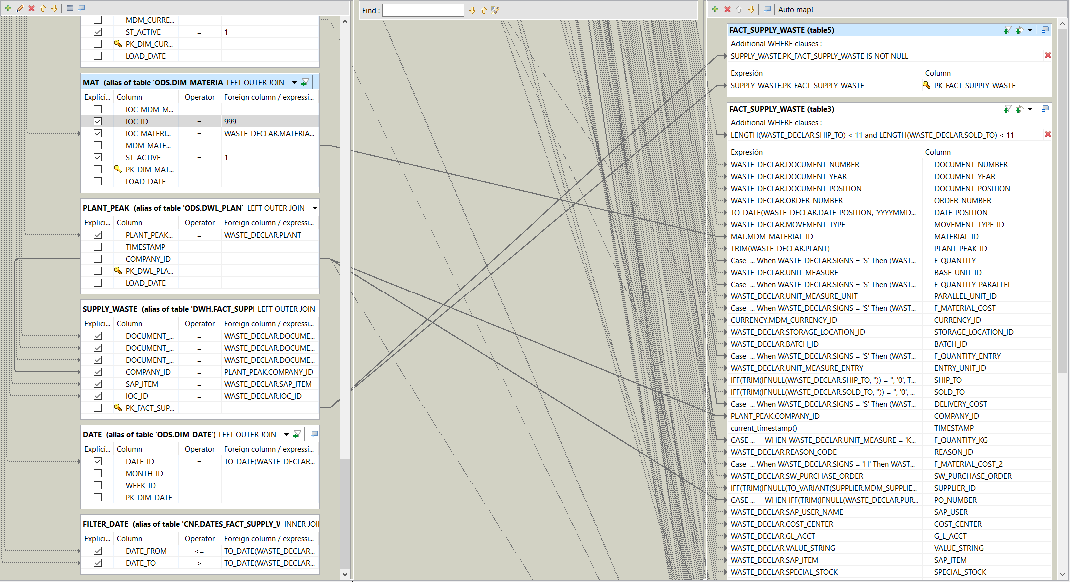 Find :
Auto map!
MDM_CURRE...
ST_ACTIVE = 1
PK_DIM_CUR...
LOAD_DATE
MAT (alias of table 'ODS.DIM_MATERIA LEFT OUTER JOIN
Explici... Column Operator Foreign column / expressi...
IOC_MDM_M...
IOC_ID = 999
IOC_MATERI... = WASTE_DECLAR.MATERIA...
MDM_MATE...
ST_ACTIVE = 1
PK_DIM_MAT...
LOAD_DATE
PLANT_PEAK (alias of table 'ODS.DWL_PLAN' LEFT OUTER JOIN
Explici... Column Operator Foreign column / expressi...
PLANT_PEAK... = WASTE_DECLAR.PLANT
TIMESTAMP
COMPANY_ID
PK_DWL_PLA...
LOAD_DATE
SUPPLY_WASTE (alias of table 'DWH.FACT_SUPPI LEFT OUTER JOIN
Explici... Column Operator Foreign column / expressi...
DOCUMENT_... = WASTE_DECLAR.DOCUME...
DOCUMENT_... = WASTE_DECLAR.DOCUME...
DOCUMENT_... = WASTE_DECLAR.DOCUME...
COMPANY_ID = PLANT_PEAK.COMPANY_ID
SAP_ITEM = WASTE_DECLAR.SAP_ITEM
IOC_ID = WASTE_DECLAR.IOC_ID
PK_FACT_SUP...
DATE (alias of table 'ODS.DIM_DATE') LEFT OUTER JOIN
Explici... Column Operator Foreign column / expressi...
DATE_ID = TO_DATE(WASTE_DECLAR...
MONTH_ID
WEEK_ID
PK_DIM_DATE
FILTER_DATE (alias of table 'CNF.DATES_FACT_SUPPLY_V INNER JOI
Explici... Column Operator Foreign column / expressi...
DATE_FROM <= TO_DATE(WASTE_DECLAR...
DATE_TO > TO_DATE(WASTE_DECLAR...
FACT_SUPPLY_WASTE (table5)
Additional WHERE clauses :
SUPPLY_WASTE.PK_FACT_SUPPLY_WASTE IS NOT NULL
Expresión Column
SUPPLY_WASTE.PK_FACT_SUPPLY_WASTE PK_FACT_SUPPLY_WASTE
FACT_SUPPLY_WASTE (table3)
Additional WHERE clauses :
LENGTH(WASTE_DECLAR.SHIP_TO) < 11 and LENGTH(WASTE_DECLAR.SOLD_TO) < 11
Expresión Column
WASTE_DECLAR.DOCUMENT_NUMBER DOCUMENT_NUMBER
WASTE_DECLAR.DOCUMENT_YEAR DOCUMENT_YEAR
WASTE_DECLAR.DOCUMENT_POSITION DOCUMENT_POSITION
WASTE_DECLAR.ORDER_NUMBER ORDER_NUMBER
TO_DATE(WASTE_DECLAR.DATE_POSITION, 'YYYYMMD... DATE_POSITION
WASTE_DECLAR.MOVEMENT_TYPE MOVEMENT_TYPE_ID
MAT.MDM_MATERIAL_ID MATERIAL_ID
TRIM(WASTE_DECLAR.PLANT) PLANT_PEAK_ID
Case ... When WASTE_DECLAR.SIGNS = 'S' Then (WAST... F_QUANTITY
WASTE_DECLAR.UNIT_MEASURE BASE_UNIT_ID
Case ... When WASTE_DECLAR.SIGNS = 'S' Then (WAST... F_QUANTITY_PARALLEL
WASTE_DECLAR.UNIT_MEASURE_UNIT PARALLEL_UNIT_ID
Case ... When WASTE_DECLAR.SIGNS = 'S' Then (WAST... F_MATERIAL_COST
CURRENCY.MDM_CURRENCY_ID CURRENCY_ID
WASTE_DECLAR.STORAGE_LOCATION_ID STORAGE_LOCATION_ID
WASTE_DECLAR.BATCH_ID BATCH_ID
Case ... When WASTE_DECLAR.SIGNS = 'S' Then (WAST... F_QUANTITY_ENTRY
WASTE_DECLAR.UNIT_MEASURE_ENTRY ENTRY_UNIT_ID
IFF(TRIM(IFNULL(WASTE_DECLAR.SHIP_TO, '')) = '', '0', T... SHIP_TO
IFF(TRIM(IFNULL(WASTE_DECLAR.SOLD_TO, '')) = '', '0',... SOLD_TO
Case ... When WASTE_DECLAR.SIGNS = 'S' Then (WAST... DELIVERY_COST
PLANT_PEAK.COMPANY_ID COMPANY_ID
current_timestamp() TIMESTAMP
CASE ... WHEN WASTE_DECLAR.UNIT_MEASURE = 'K... F_QUANTITY_KG
WASTE_DECLAR.REASON_CODE REASON_ID
Case ... When WASTE_DECLAR.SIGNS = 'H' Then WAST... F_MATERIAL_COST_2
WASTE_DECLAR.SW_PURCHASE_ORDER SW_PURCHASE_ORDER
IFF(TRIM(IFNULL(TO_VARIANT(SUPPLIER.MDM_SUPPLIE... SUPPLIER_ID
CASE ... WHEN IFF(TRIM(IFNULL(WASTE_DECLAR.PUR... PO_NUMBER
WASTE_DECLAR.SAP_USER_NAME SAP_USER
WASTE_DECLAR.COST_CENTER COST_CENTER
WASTE_DECLAR.GL_ACCT G_L_ACCT
WASTE_DECLAR.VALUE_STRING VALUE_STRING
WASTE_DECLAR.SAP_ITEM SAP_ITEM
WASTE_DECLAR.SPECIAL_STOCK SPECIAL_STOCK